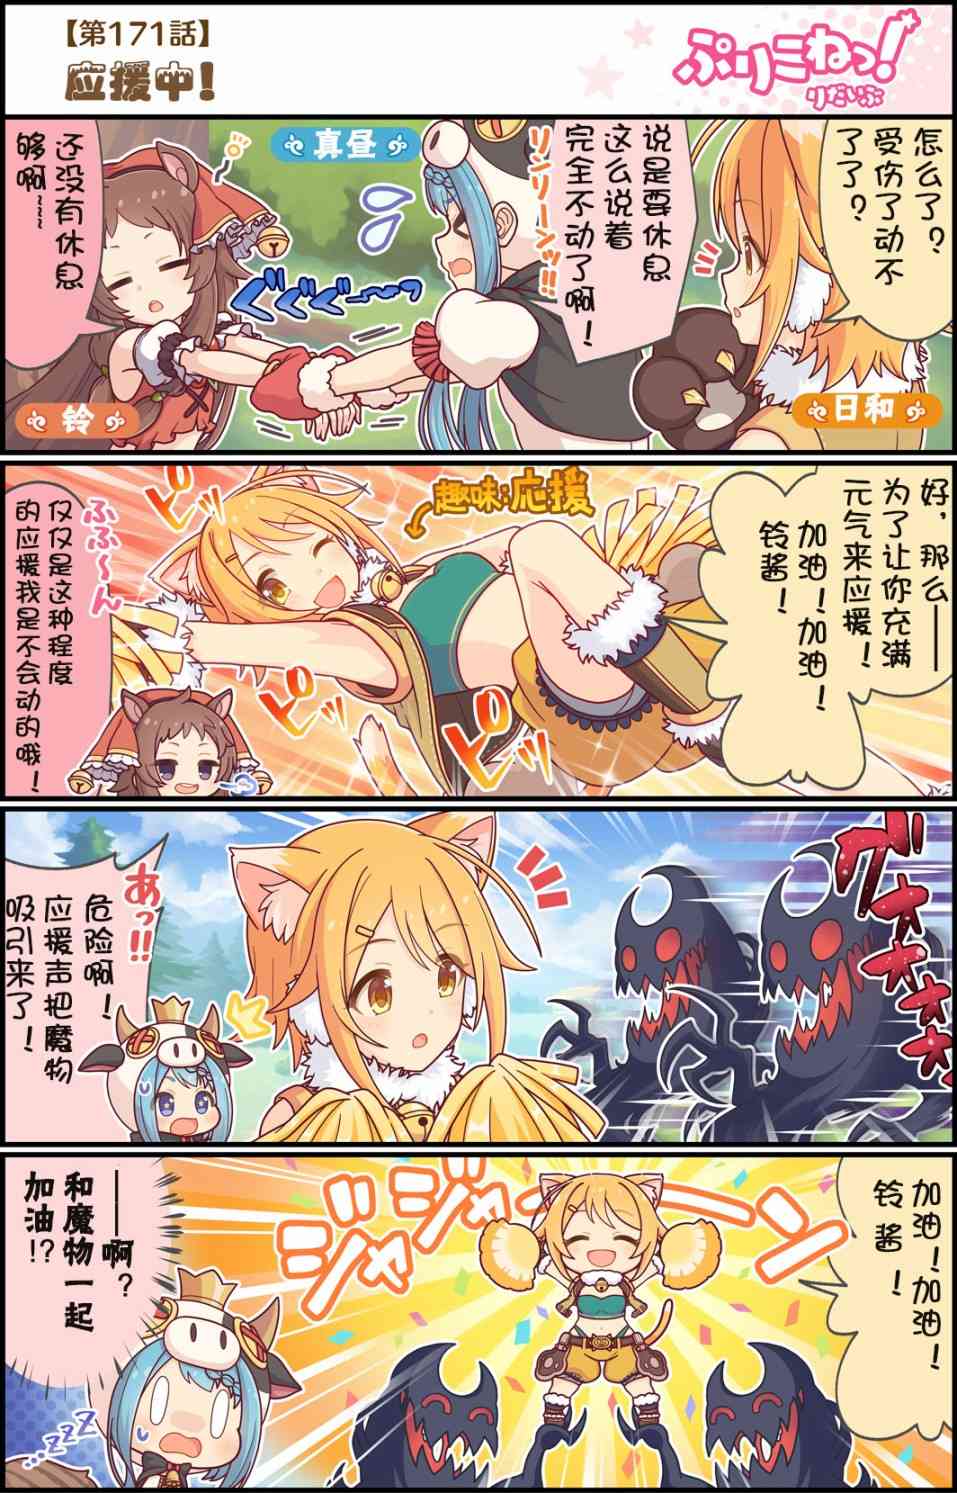 【第171話】
应援中!
ぷりこねっ!
りだいぶ
怎么了?
受伤了动不
了了?
日和
说是要休息
这么说着
完全不动了啊!
リンリーンッ!!
真昼
ぐぐぐ~
还没有休息
够啊~~~
铃
好,那么——
为了让你充满
元气来应援!
加油!加油!
铃酱!
趣味:応援
ピッ
ピッ
ピッ
ふふ~ん
仅仅是这种程度
的应援我是不会动的哦!
グオオオオオ
あっ!!
危险啊!
应援声把魔物
吸引来了!
加油!加油!
铃酱!
ジャジャーーン
——啊?
和魔物一起
加油!?
...zzZ